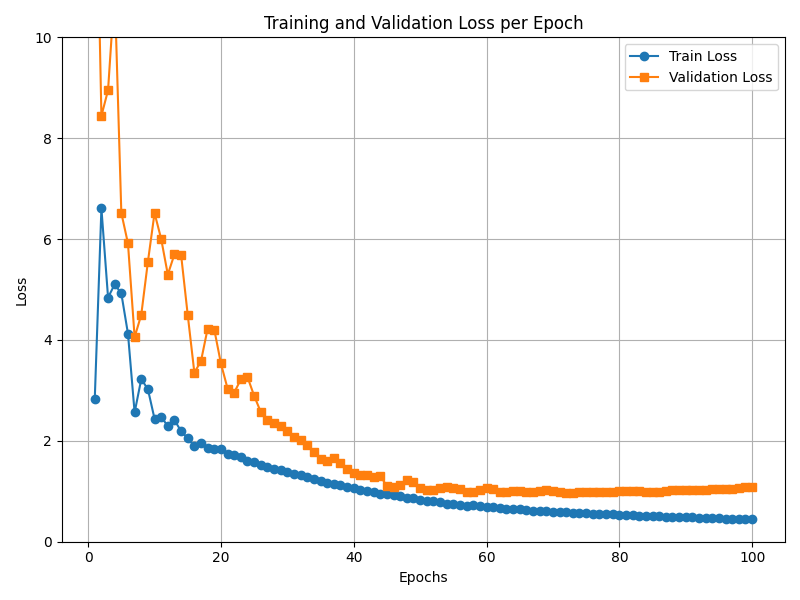 Training and Validation Loss per Epoch
Train Loss
Validation Loss
Loss
10
8
6
4
2
0
0 20 40 60 80 100
Epochs